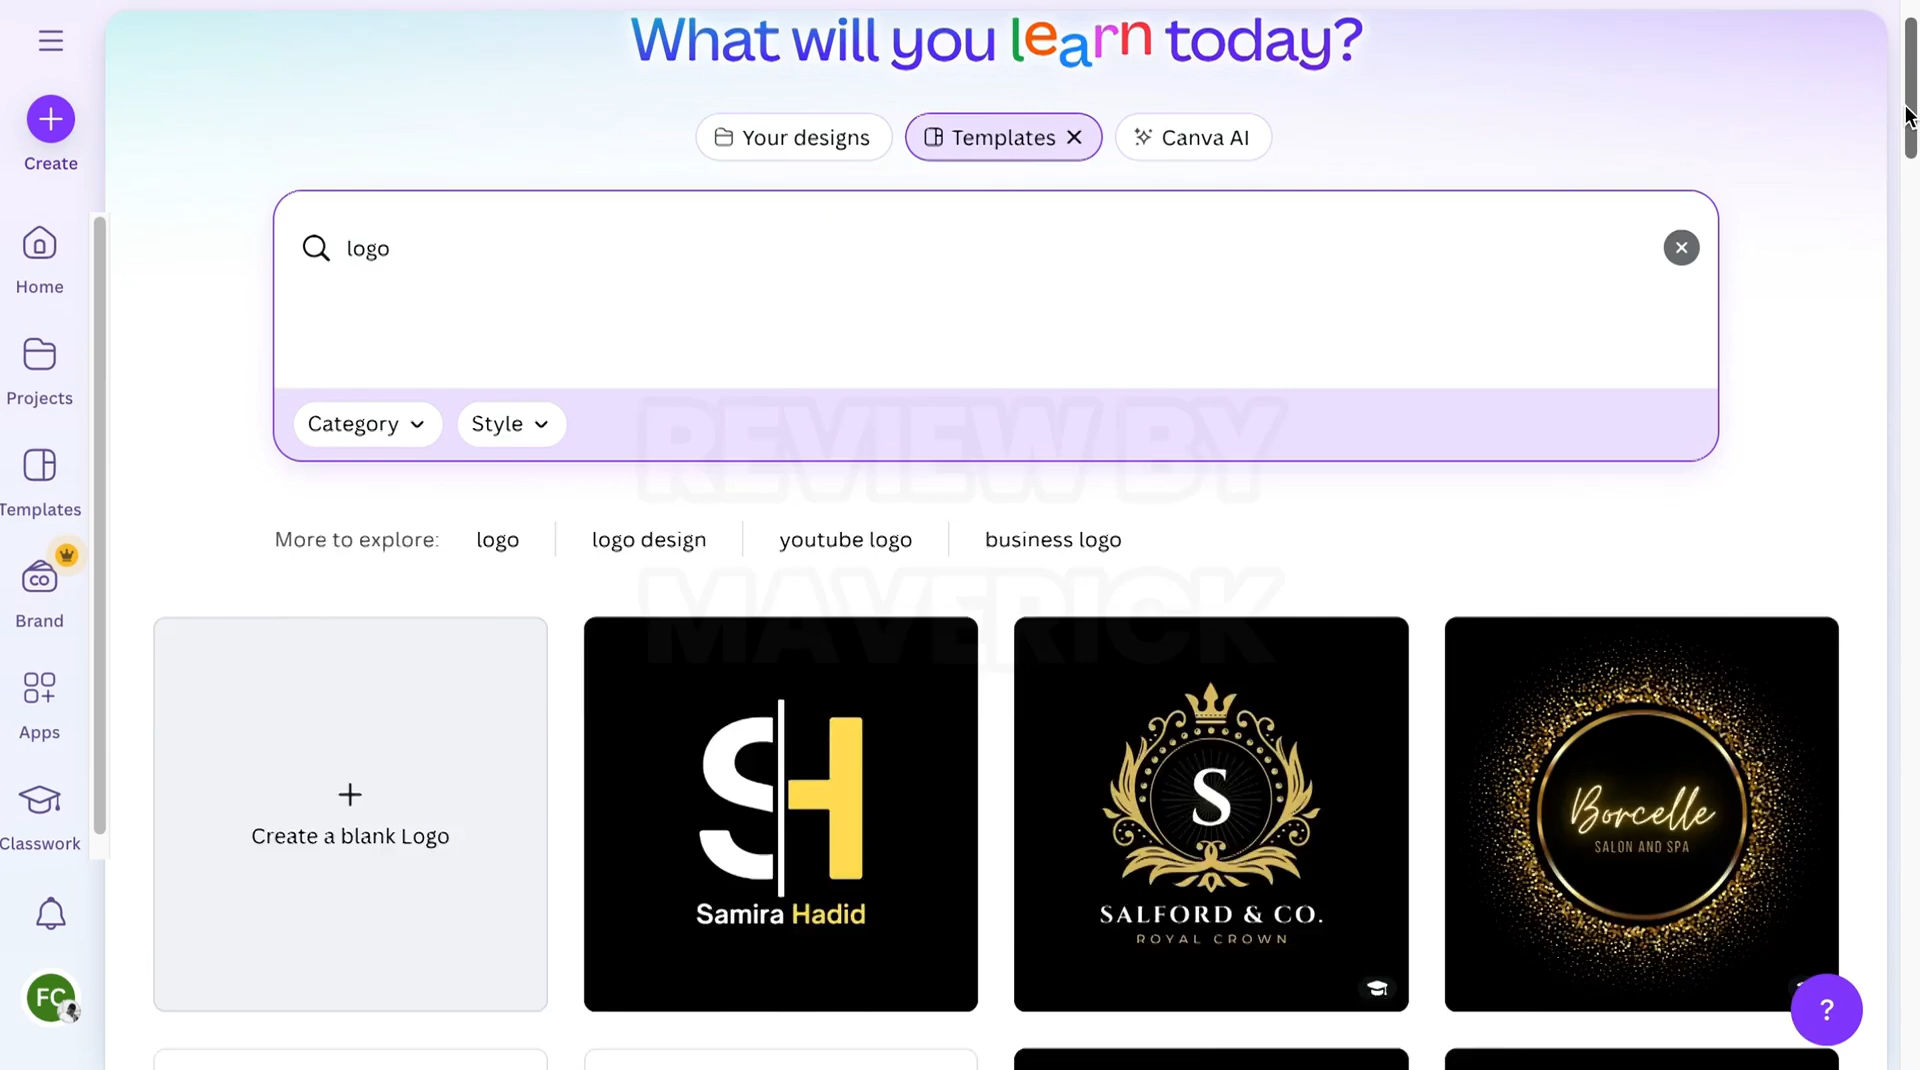 What will you learn today?
Create
Your designs
Templates
Canva AI
logo
Home
Projects
Category
Style
Templates
REVIEW BY
MAVERICK
More to explore:
logo
logo design
youtube logo
business logo
Brand
CO
Apps
Classwork
Create a blank Logo
SH
Samira Hadid
S
SALFORD & CO.
ROYAL CROWN
Borcelle
SALON AND SPA
FC
?